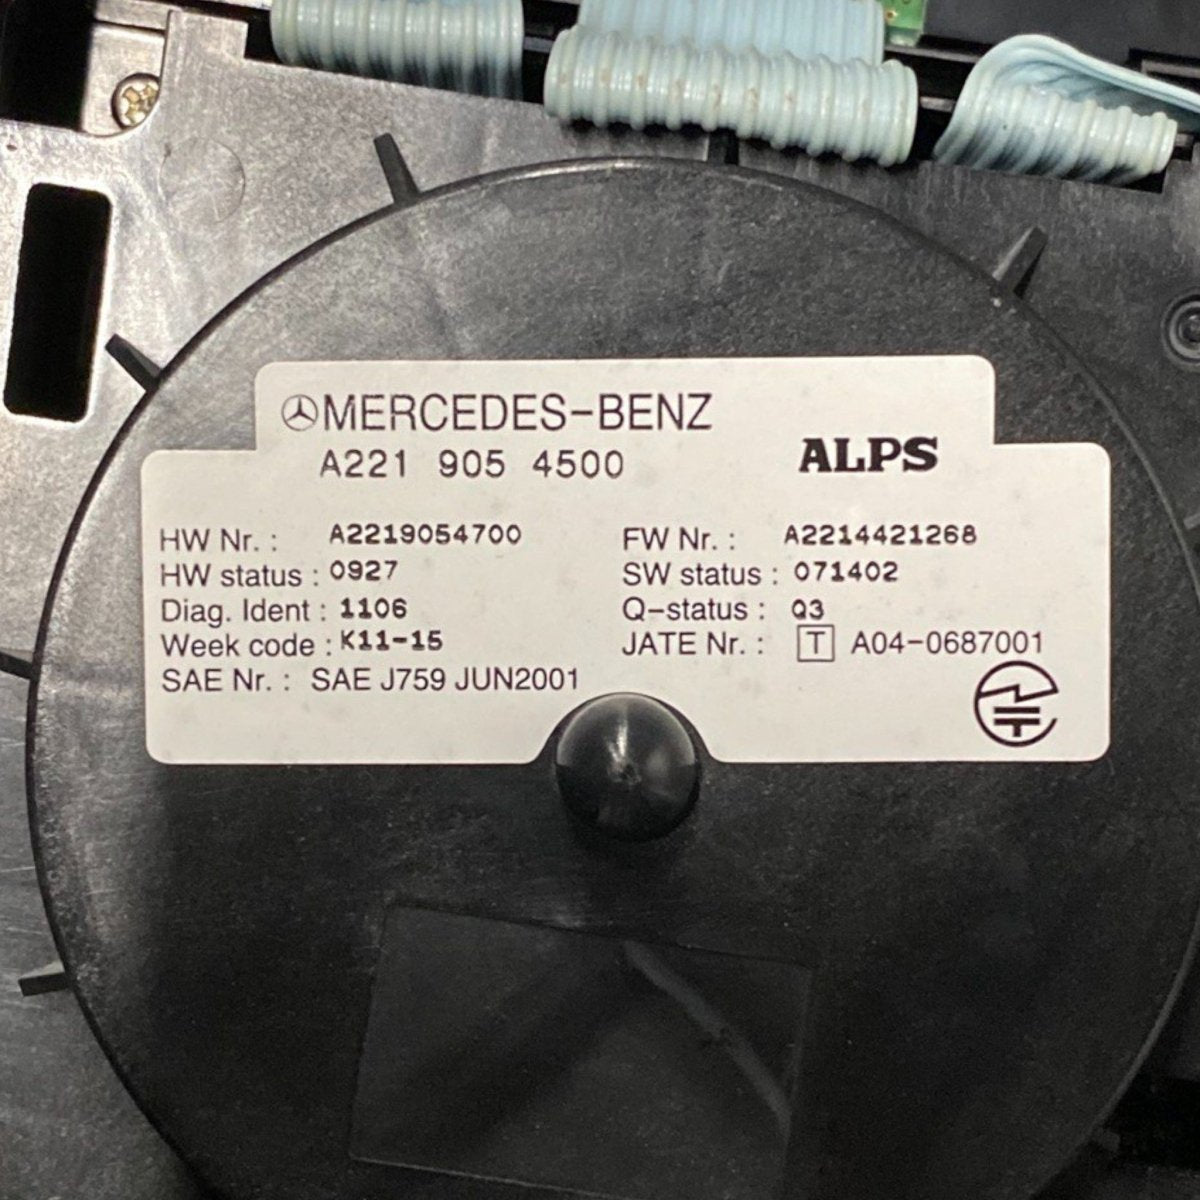 MERCEDES-BENZ
A221 905 4500
ALPS
HW Nr. : A2219054700
FW Nr. : A2214421268
HW status : 0927
SW status : 071402
Diag. Ident : 1106
Q-status : Q3
Week code : K11-15
JATE Nr. : T A04-0687001
SAE Nr. : SAE J759 JUN2001